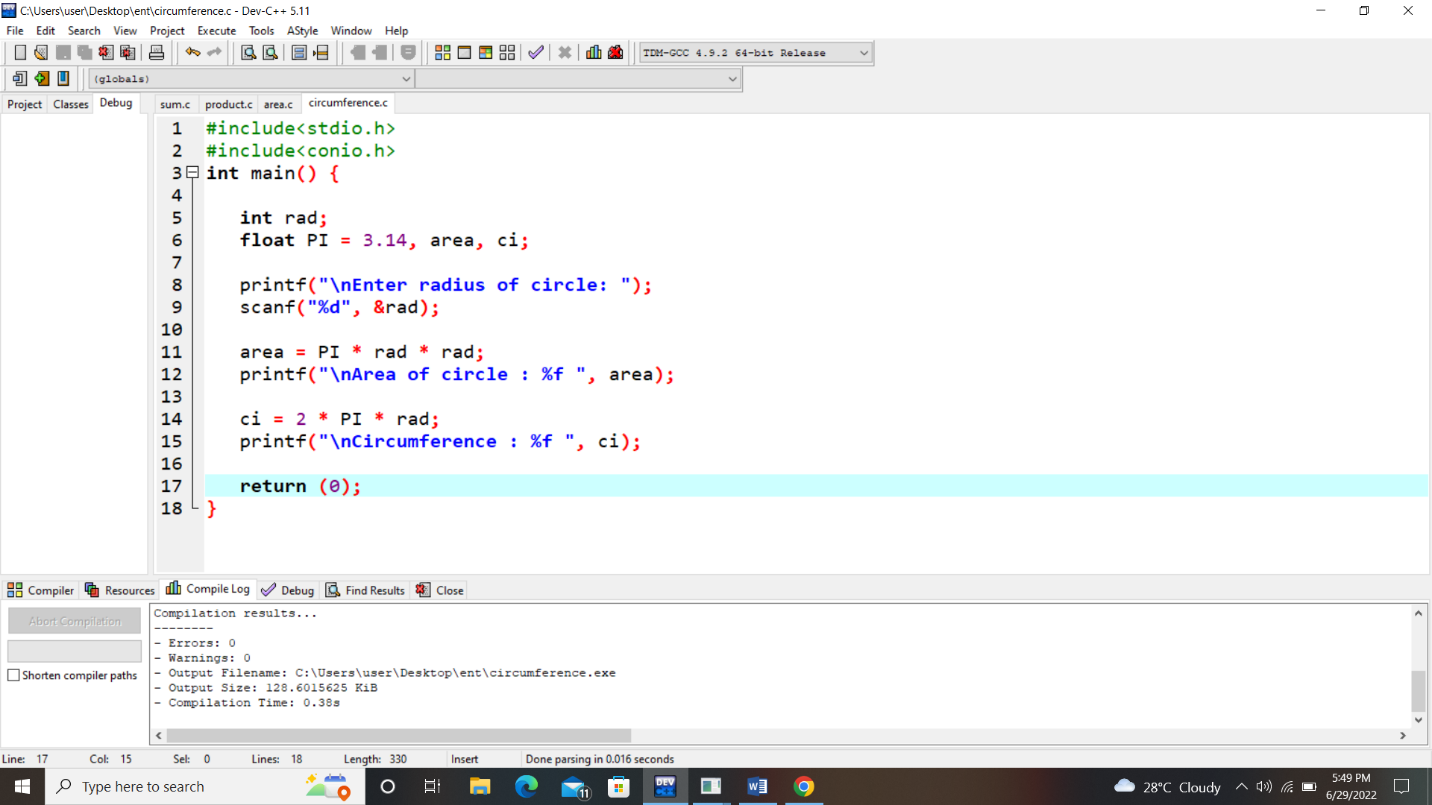 C:\Users\user\Desktop\ent\circumference.c - Dev-C++ 5.11
File Edit Search View Project Execute Tools AStyle Window Help
TDM-GCC 4.9.2 64-bit Release
(globals)
Project Classes Debug sum.c product.c area.c circumference.c
1 #include<stdio.h>
2 #include<conio.h>
3 int main() {
4
5 int rad;
6 float PI = 3.14, area, ci;
7
8 printf("\nEnter radius of circle: ");
9 scanf("%d", &rad);
10
11 area = PI * rad * rad;
12 printf("\nArea of circle : %f ", area);
13
14 ci = 2 * PI * rad;
15 printf("\nCircumference : %f ", ci);
16
17 return (0);
18 }
Compiler Resources Compile Log Debug Find Results Close
Abort Compilation
Shorten compiler paths
Compilation results...
--------
- Errors: 0
- Warnings: 0
- Output Filename: C:\Users\user\Desktop\ent\circumference.exe
- Output Size: 128.6015625 KiB
- Compilation Time: 0.38s
Line: 17 Col: 15 Sel: 0 Lines: 18 Length: 330 Insert Done parsing in 0.016 seconds
Type here to search
11
DEV
28°C Cloudy
5:49 PM
6/29/2022